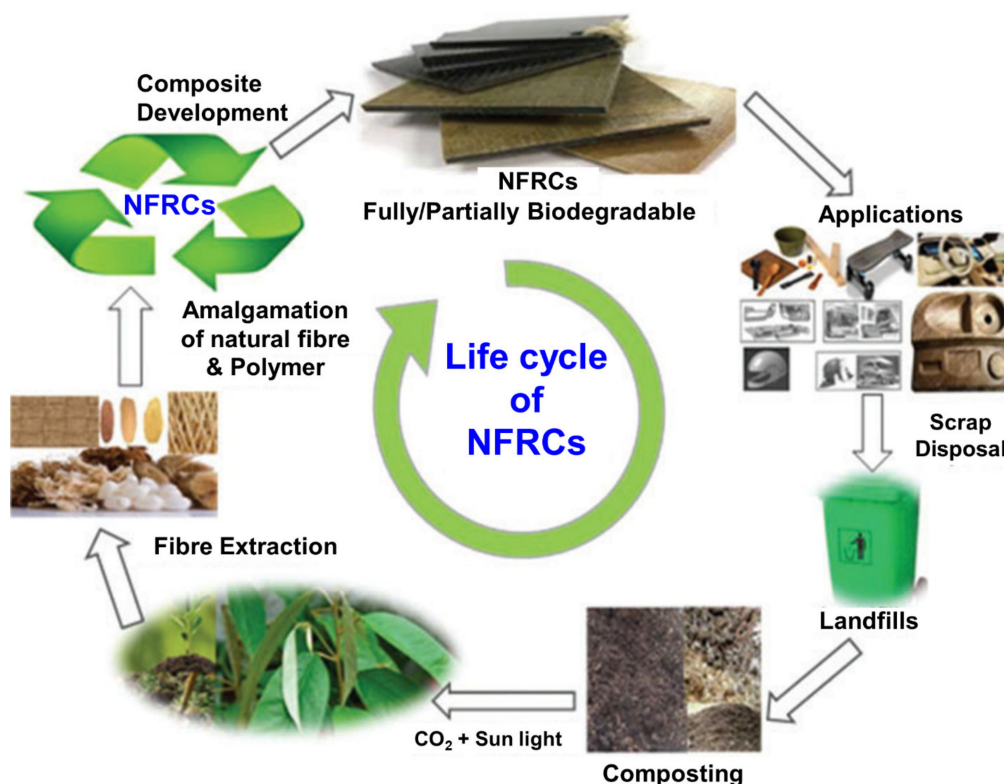 Composite
Development
NFRCs
NFRCs
Fully/Partially Biodegradable
Applications
Amalgamation
of natural fibre
& Polymer
Life cycle
of
NFRCs
Scrap
Disposal
Fibre Extraction
Landfills
CO₂ + Sun light
Composting